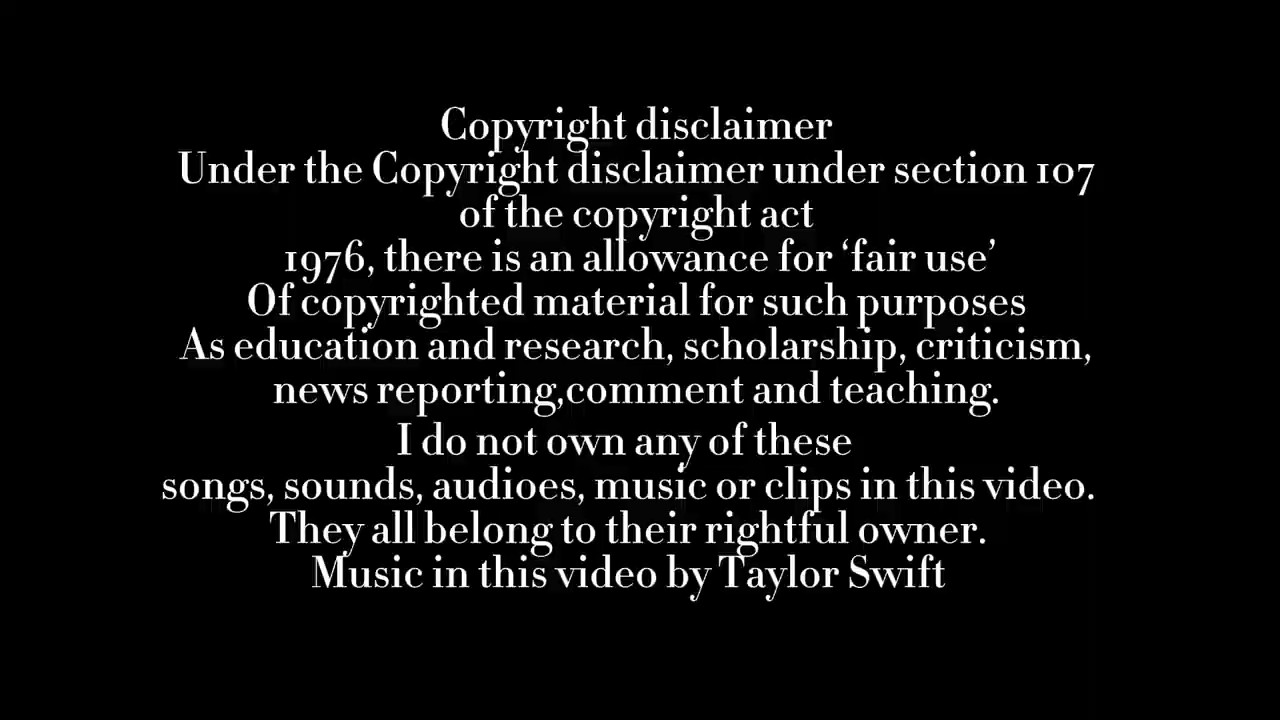 Copyright disclaimer
Under the Copyright disclaimer under section 107
of the copyright act
1976, there is an allowance for ‘fair use’
Of copyrighted material for such purposes
As education and research, scholarship, criticism,
news reporting,comment and teaching.
I do not own any of these
songs, sounds, audioes, music or clips in this video.
They all belong to their rightful owner.
Music in this video by Taylor Swift